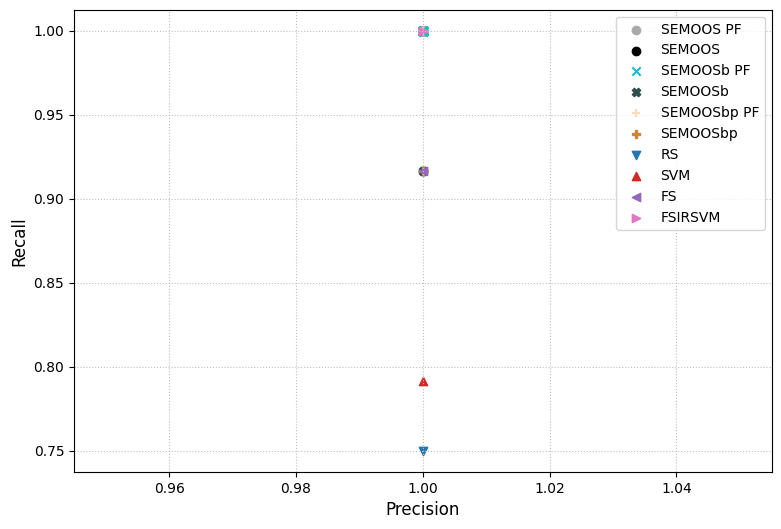 1.00
0.95
0.90
0.85
0.80
0.75
Recall
0.96
0.98
1.00
1.02
1.04
Precision
SEMOOS PF
SEMOOS
SEMOOSb PF
SEMOOSb
SEMOOSbp PF
SEMOOSbp
RS
SVM
FS
FSIRSVM